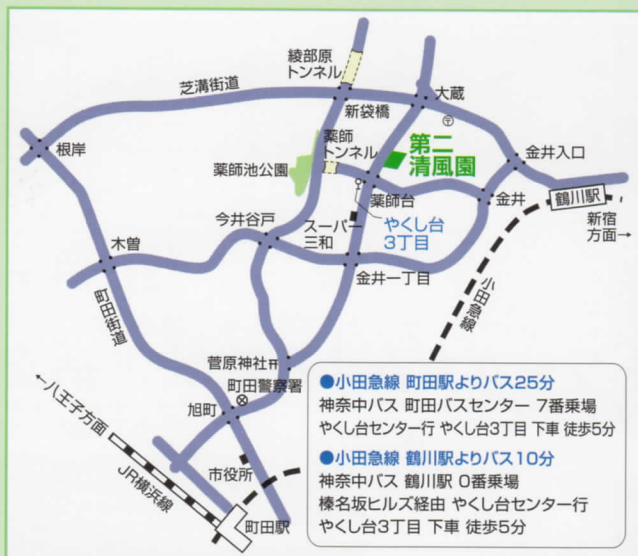 綾部原
トンネル
芝溝街道
新袋橋
大蔵
〒
根岸
薬師
トンネル
第二
清風園
金井入口
薬師池公園
薬師台
金井
鶴川駅
新宿
方面→
今井谷戸
スーパー
三和
やくし台
3丁目
木曽
金井一丁目
町田街道
小田急線
菅原神社
町田警察署
旭町
←八王子方面
JR横浜線
市役所
町田駅
●小田急線 町田駅よりバス25分
神奈中バス 町田バスセンター 7番乗場
やくし台センター行 やくし台3丁目 下車 徒歩5分
●小田急線 鶴川駅よりバス10分
神奈中バス 鶴川駅 0番乗場
榛名坂ヒルズ経由 やくし台センター行
やくし台3丁目 下車 徒歩5分